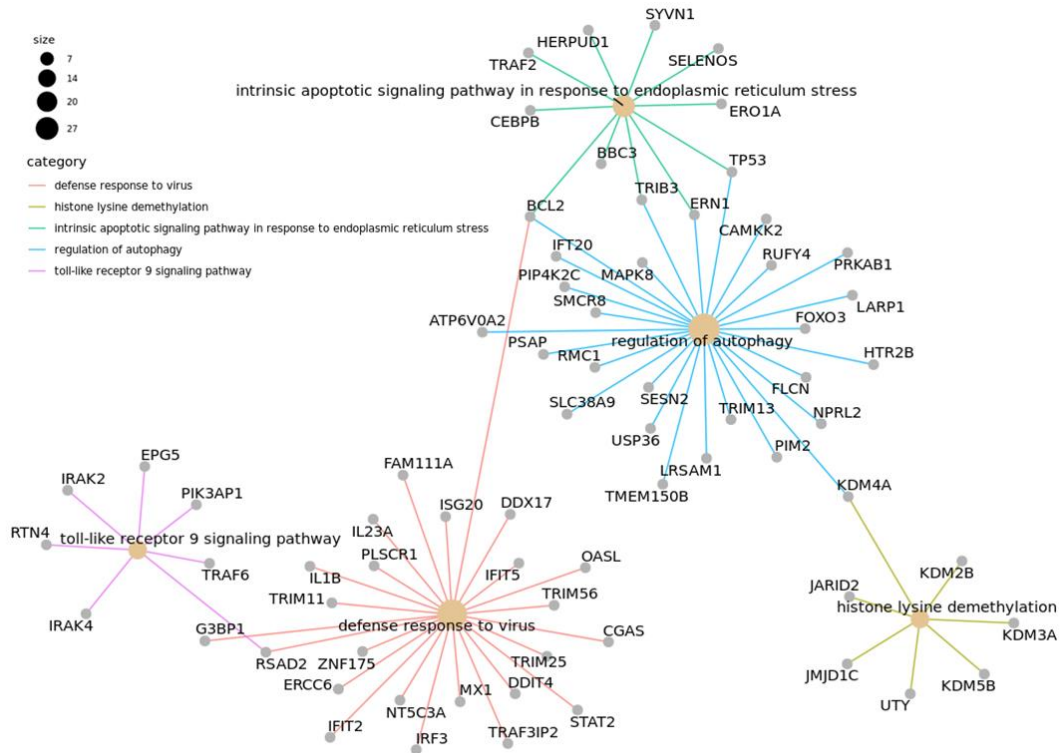 size
7
14
20
27
category
defense response to virus
histone lysine demethylation
intrinsic apoptotic signaling pathway in response to endoplasmic reticulum stress
regulation of autophagy
toll-like receptor 9 signaling pathway
SYVN1
HERPUD1
TRAF2
SELENOS
intrinsic apoptotic signaling pathway in response to endoplasmic reticulum stress
ERO1A
CEBPB
BBC3
TP53
TRIB3
BCL2
ERN1
CAMKK2
IFT20
RUFY4
PRKAB1
PIP4K2C
MAPK8
SMCR8
LARP1
ATP6V0A2
FOXO3
PSAP
regulation of autophagy
RMC1
HTR2B
FLCN
SLC38A9
SESN2
TRIM13
NPRL2
USP36
PIM2
LRSAM1
TMEM150B
KDM4A
EPG5
IRAK2
PIK3AP1
RTN4
toll-like receptor 9 signaling pathway
TRAF6
IRAK4
FAM111A
ISG20
DDX17
IL23A
PLSCR1
IL1B
IFIT5
OASL
TRIM11
TRIM56
G3BP1
defense response to virus
CGAS
RSAD2
ZNF175
TRIM25
ERCC6
DDIT4
MX1
NT5C3A
STAT2
IFIT2
IRF3
TRAF3IP2
KDM2B
JARID2
histone lysine demethylation
KDM3A
JMJD1C
KDM5B
UTY